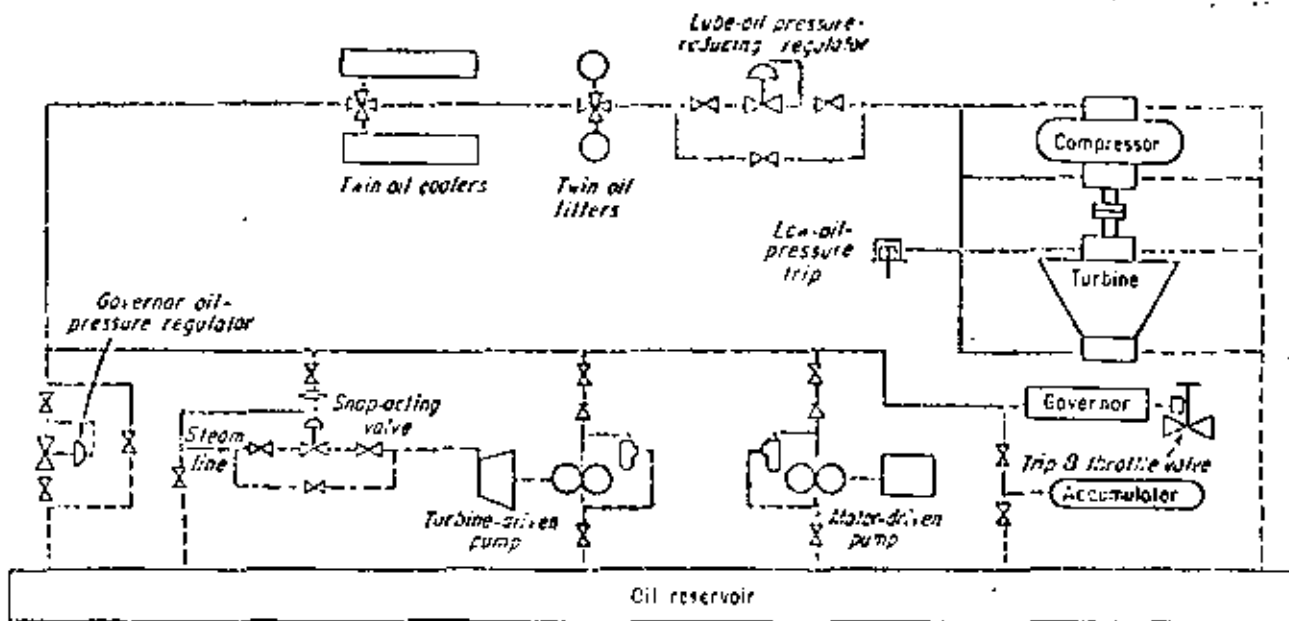 Lube-oil pressure-
reducing regulator
Compressor
Twin oil coolers
Twin oil
filters
Low-oil-
pressure
trip
Turbine
Governor oil-
pressure regulator
Snap-acting
valve
Steam
line
Governor
Trip & throttle valve
Accumulator
Turbine-driven
pump
Motor-driven
pump
Oil reservoir